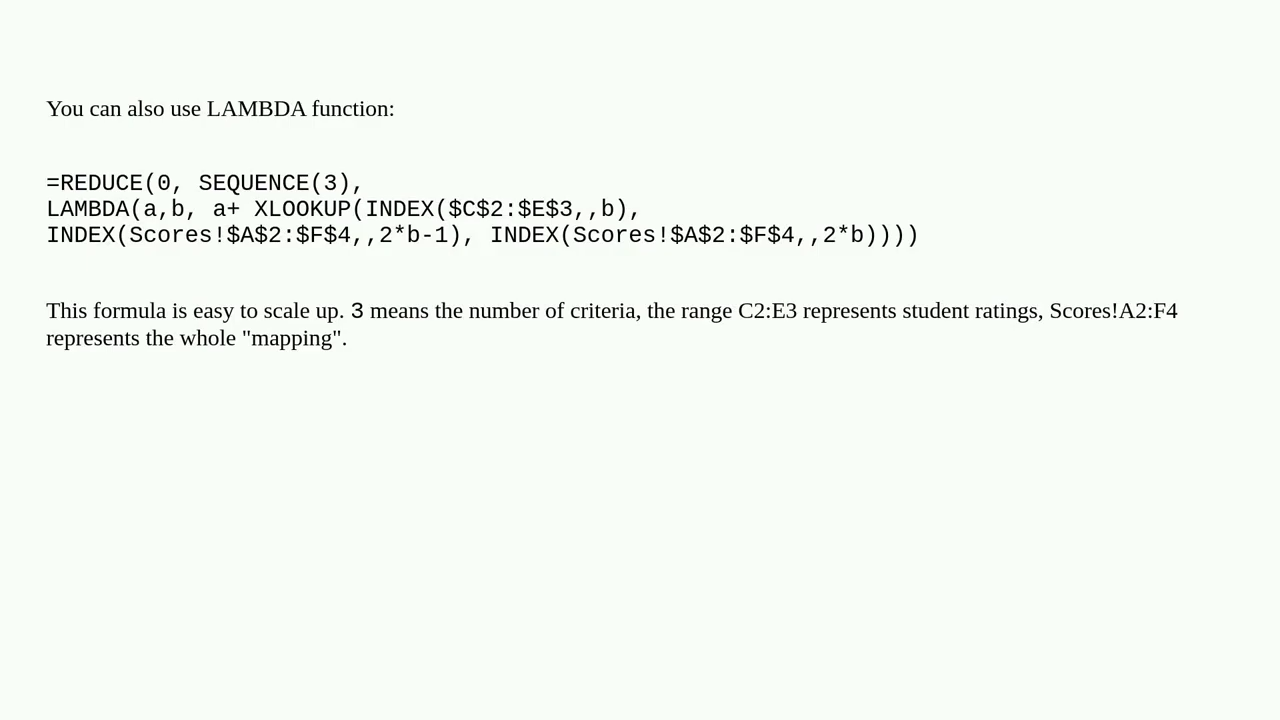 You can also use LAMBDA function:
=REDUCE(0, SEQUENCE(3),
LAMBDA(a,b, a+ XLOOKUP(INDEX($C$2:$E$3,,b),
INDEX(Scores!$A$2:$F$4,,2*b-1), INDEX(Scores!$A$2:$F$4,,2*b))))
This formula is easy to scale up. 3 means the number of criteria, the range C2:E3 represents student ratings, Scores!A2:F4
represents the whole "mapping".